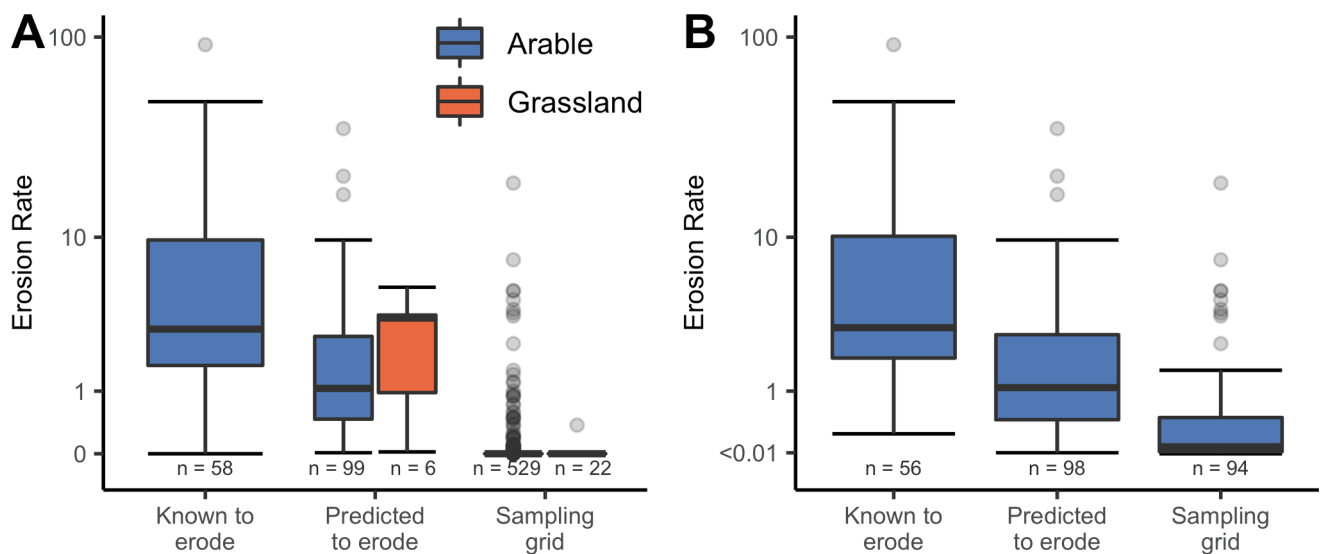 A
Erosion Rate
100
10
1
0
Arable
Grassland
n = 58
n = 99
n = 6
n = 529
n = 22
Known to
erode
Predicted
to erode
Sampling
grid
B
Erosion Rate
100
10
1
<0.01
n = 56
n = 98
n = 94
Known to
erode
Predicted
to erode
Sampling
grid